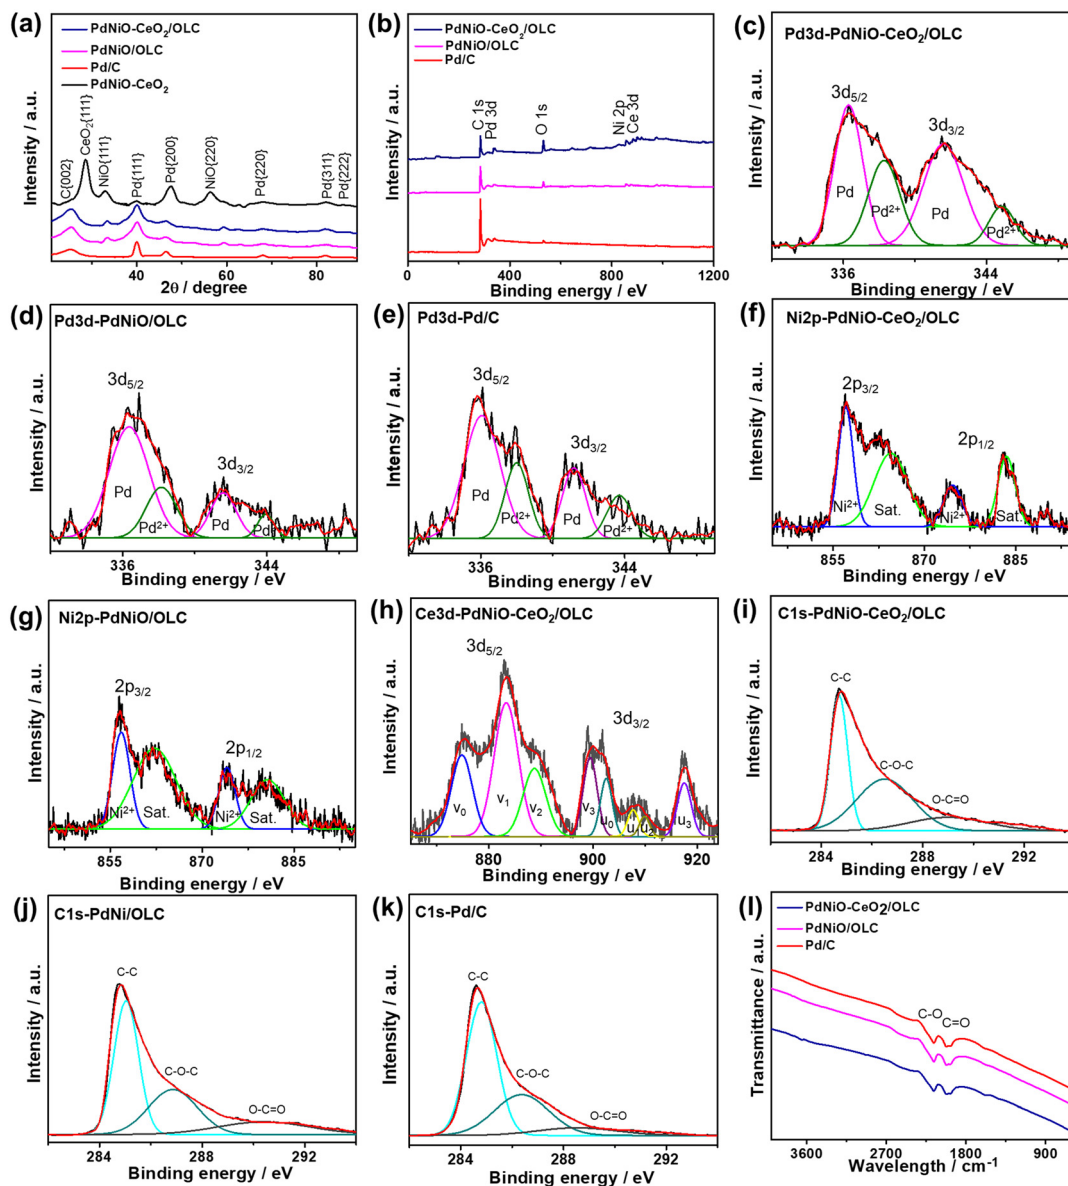 (a)
PdNiO-CeO₂/OLC
PdNiO/OLC
Pd/C
PdNiO-CeO₂
C{002}
CeO₂{111}
NiO{111}
Pd{111}
Pd{200}
NiO{220}
Pd{220}
Pd{311}
Pd{222}
Intensity / a.u.
20 40 60 80
2θ / degree
(b)
PdNiO-CeO₂/OLC
PdNiO/OLC
Pd/C
C 1s
Pd 3d
O 1s
Ni 2p
Ce 3d
Intensity / a.u.
0 400 800 1200
Binding energy / eV
(c)
Pd3d-PdNiO-CeO₂/OLC
3d₅/₂
3d₃/₂
Pd
Pd²⁺
Pd
Pd²⁺
Intensity / a.u.
336 344
Binding energy / eV
(d)
Pd3d-PdNiO/OLC
3d₅/₂
3d₃/₂
Pd
Pd²⁺
Pd
Intensity / a.u.
336 344
Binding energy / eV
(e)
Pd3d-Pd/C
3d₅/₂
3d₃/₂
Pd
Pd²⁺
Pd
Pd²⁺
Intensity / a.u.
336 344
Binding energy / eV
(f)
Ni2p-PdNiO-CeO₂/OLC
2p₃/₂
2p₁/₂
Ni²⁺
Sat.
Ni²⁺
Sat.
Intensity / a.u.
855 870 885
Binding energy / eV
(g)
Ni2p-PdNiO/OLC
2p₃/₂
2p₁/₂
Ni²⁺
Sat.
Ni²⁺
Sat.
Intensity / a.u.
855 870 885
Binding energy / eV
(h)
Ce3d-PdNiO-CeO₂/OLC
3d₅/₂
3d₃/₂
v₀
v₁
v₂
v₃
u₀
u₂
u₃
Intensity / a.u.
880 900 920
Binding energy / eV
(i)
C1s-PdNiO-CeO₂/OLC
C-C
C-O-C
O-C=O
Intensity / a.u.
284 288 292
Binding energy / eV
(j)
C1s-PdNi/OLC
C-C
C-O-C
O-C=O
Intensity / a.u.
284 288 292
Binding energy / eV
(k)
C1s-Pd/C
C-C
C-O-C
O-C=O
Intensity / a.u.
284 288 292
Binding energy / eV
(l)
PdNiO-CeO2/OLC
PdNiO/OLC
Pd/C
C-O
C=O
Transmittance / a.u.
3600 2700 1800 900
Wavelength / cm⁻¹